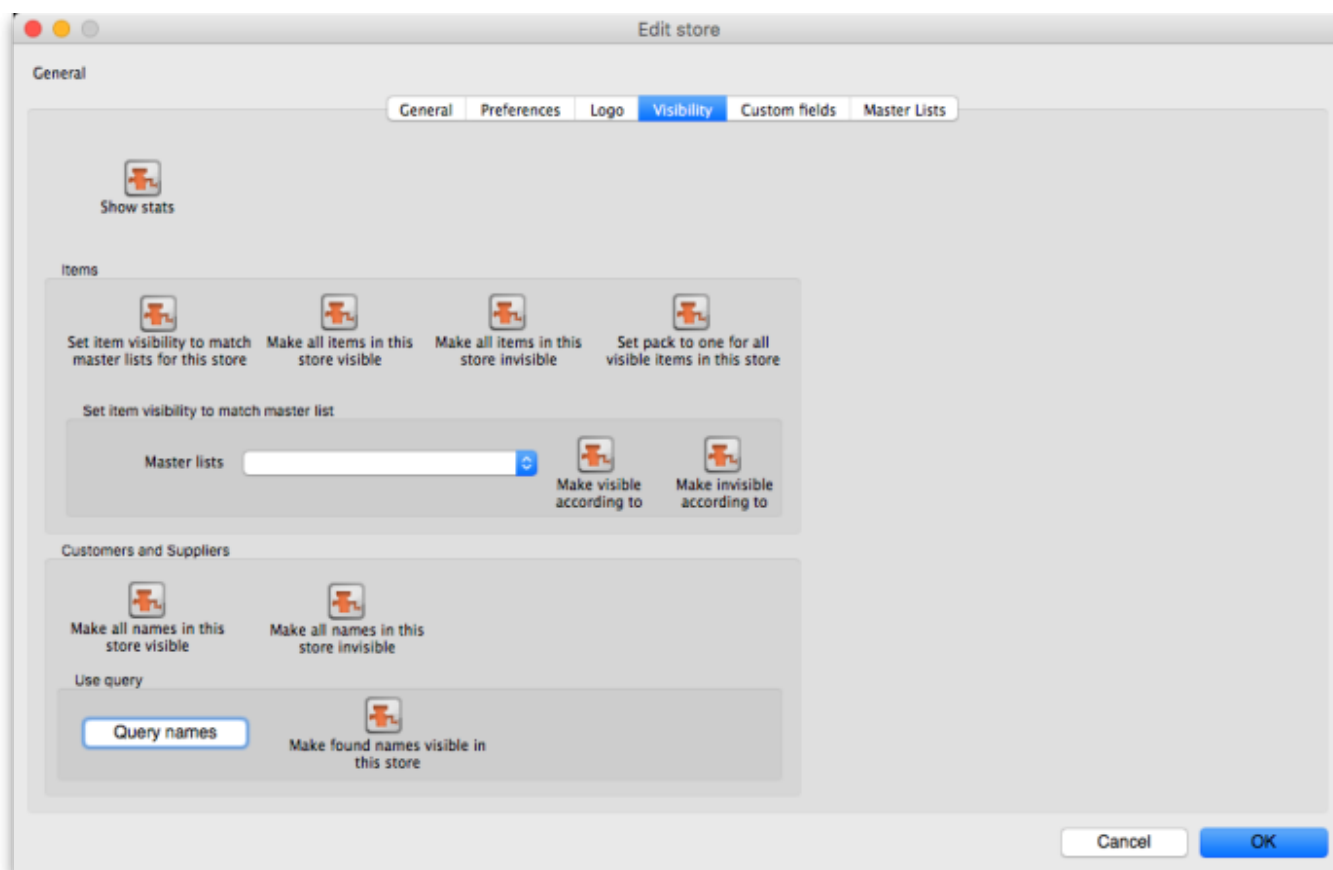 Edit store
General
General Preferences Logo Visibility Custom fields Master Lists
Show stats
Items
Set item visibility to match
master lists for this store
Make all items in this
store visible
Make all items in this
store invisible
Set pack to one for all
visible items in this store
Set item visibility to match master list
Master lists
Make visible
according to
Make invisible
according to
Customers and Suppliers
Make all names in this
store visible
Make all names in this
store invisible
Use query
Query names
Make found names visible in
this store
Cancel OK